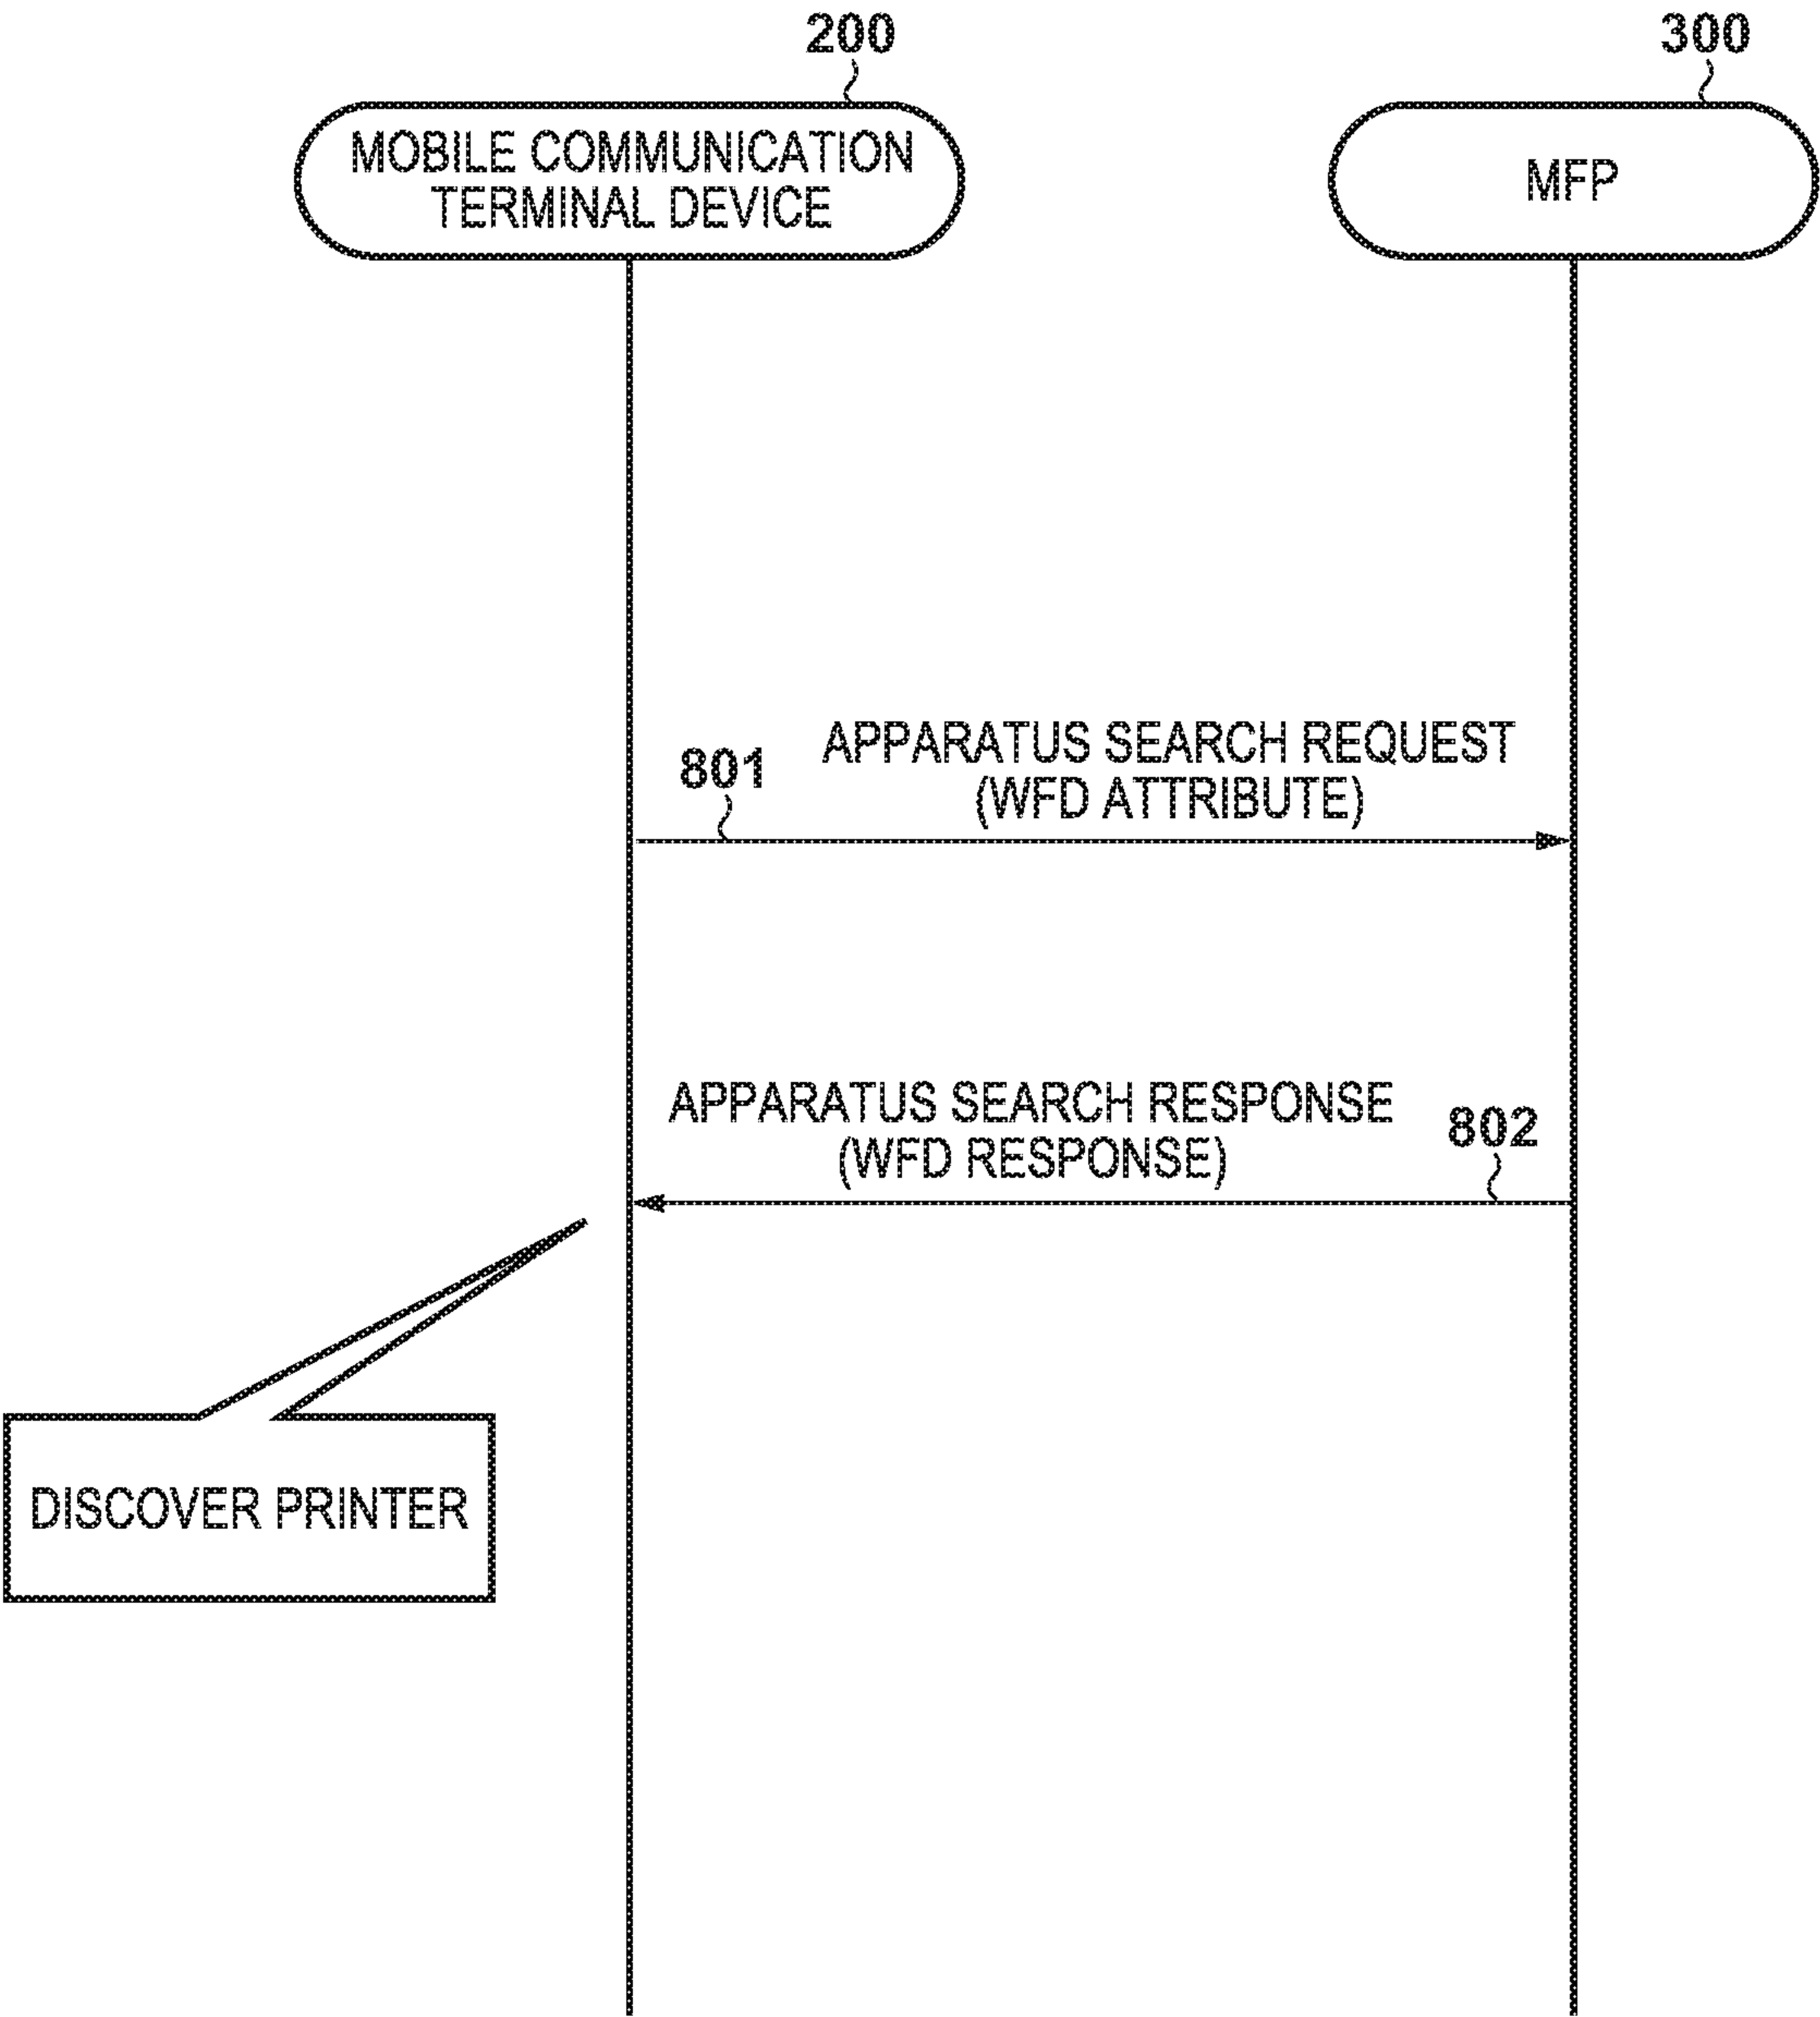 200
300
MOBILE COMMUNICATION
TERMINAL DEVICE
MFP
801
APPARATUS SEARCH REQUEST
(WFD ATTRIBUTE)
APPARATUS SEARCH RESPONSE
(WFD RESPONSE)
802
DISCOVER PRINTER